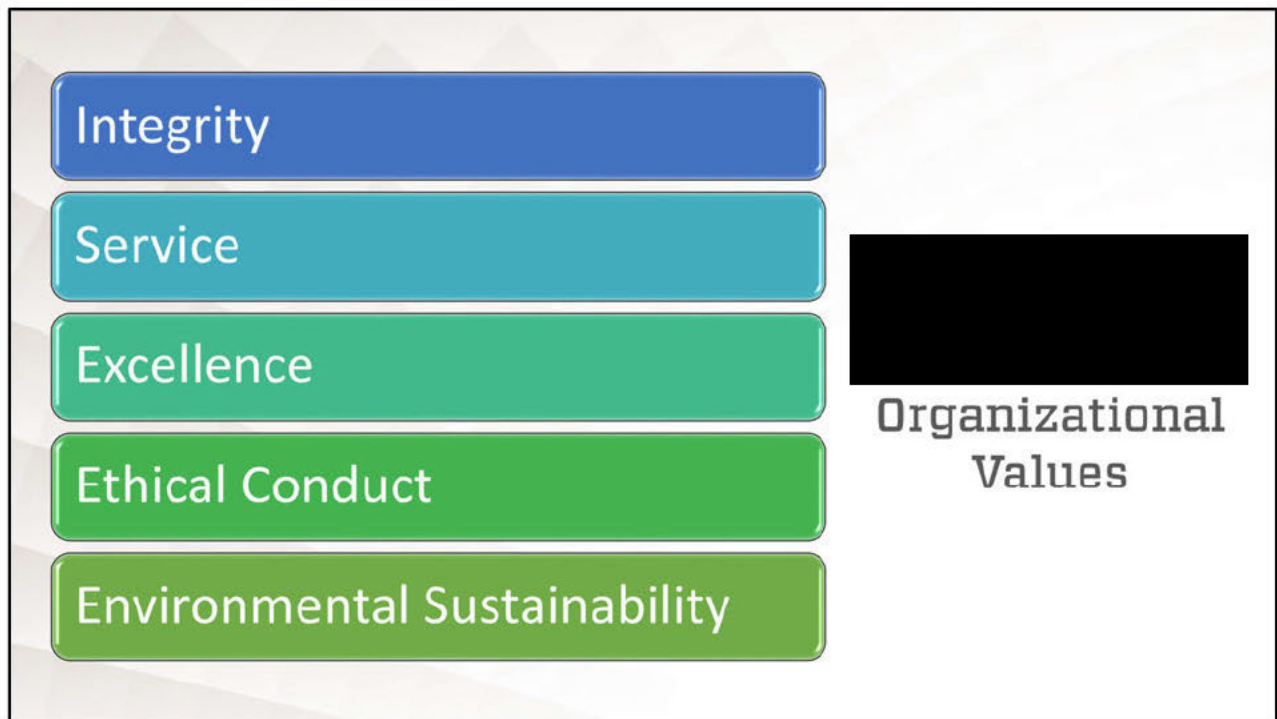 Integrity
Service
Excellence
Ethical Conduct
Environmental Sustainability
Organizational
Values